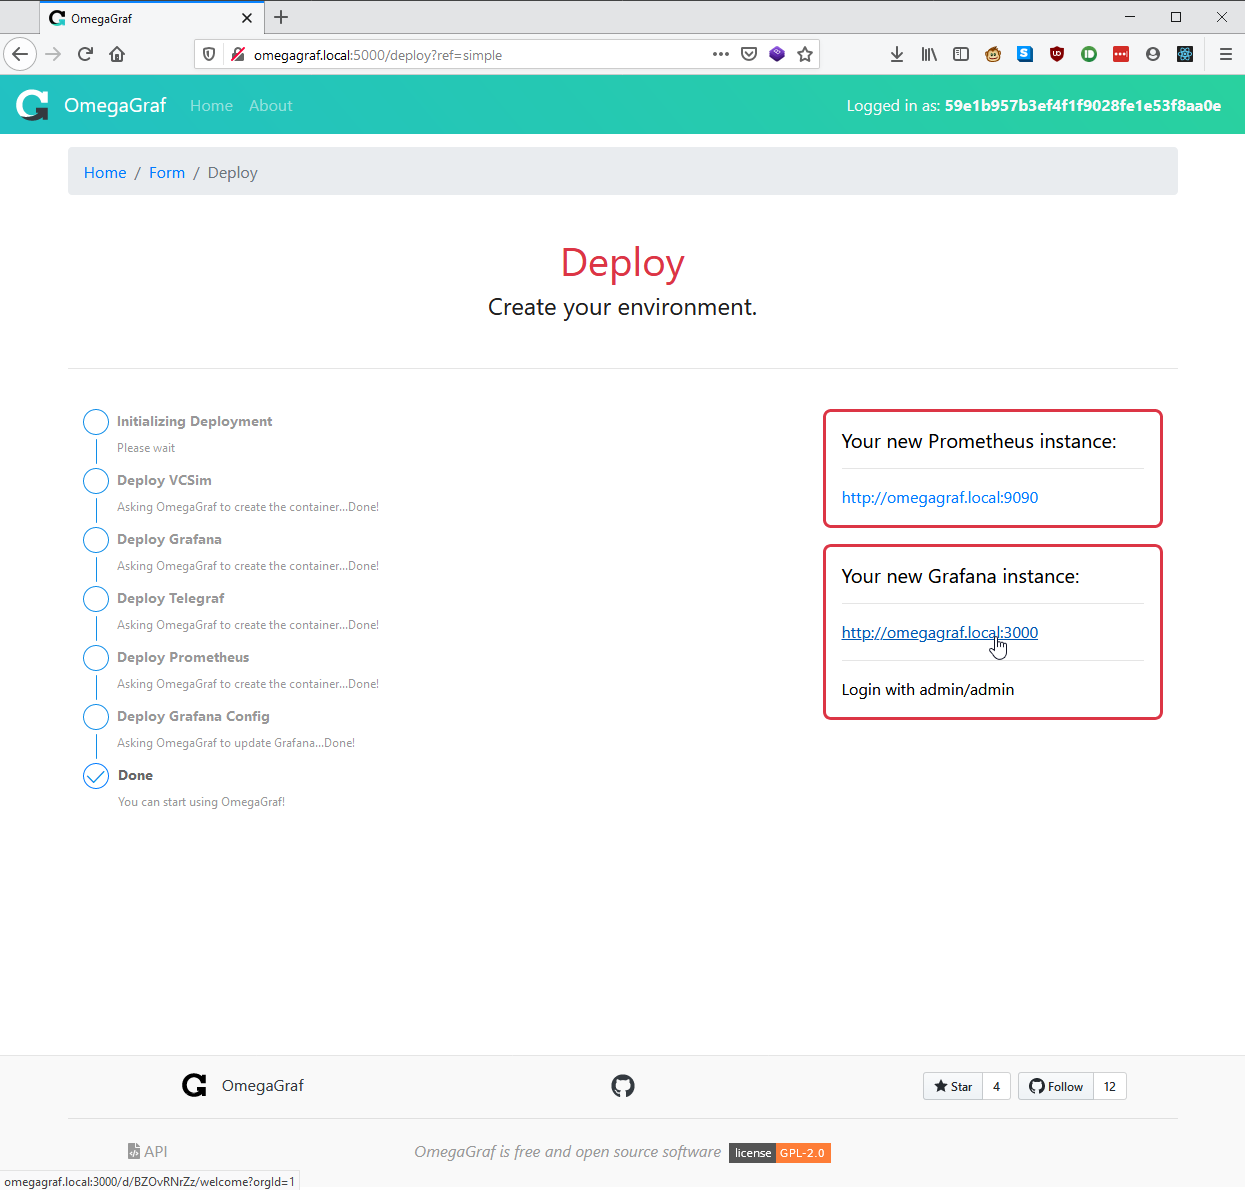 OmegaGraf
omegagraf.local:5000/deploy?ref=simple
OmegaGraf Home About Logged in as: 59e1b957b3ef4f1f9028fe1e53f8aa0e
Home / Form / Deploy
Deploy
Create your environment.
Initializing Deployment
Please wait
Deploy VCSim
Asking OmegaGraf to create the container...Done!
Deploy Grafana
Asking OmegaGraf to create the container...Done!
Deploy Telegraf
Asking OmegaGraf to create the container...Done!
Deploy Prometheus
Asking OmegaGraf to create the container...Done!
Deploy Grafana Config
Asking OmegaGraf to update Grafana...Done!
Done
You can start using OmegaGraf!
Your new Prometheus instance:
http://omegagraf.local:9090
Your new Grafana instance:
http://omegagraf.local:3000
Login with admin/admin
OmegaGraf Star 4 Follow 12
API OmegaGraf is free and open source software license GPL-2.0
omegagraf.local:3000/d/BZOvRNrZz/welcome?orgId=1